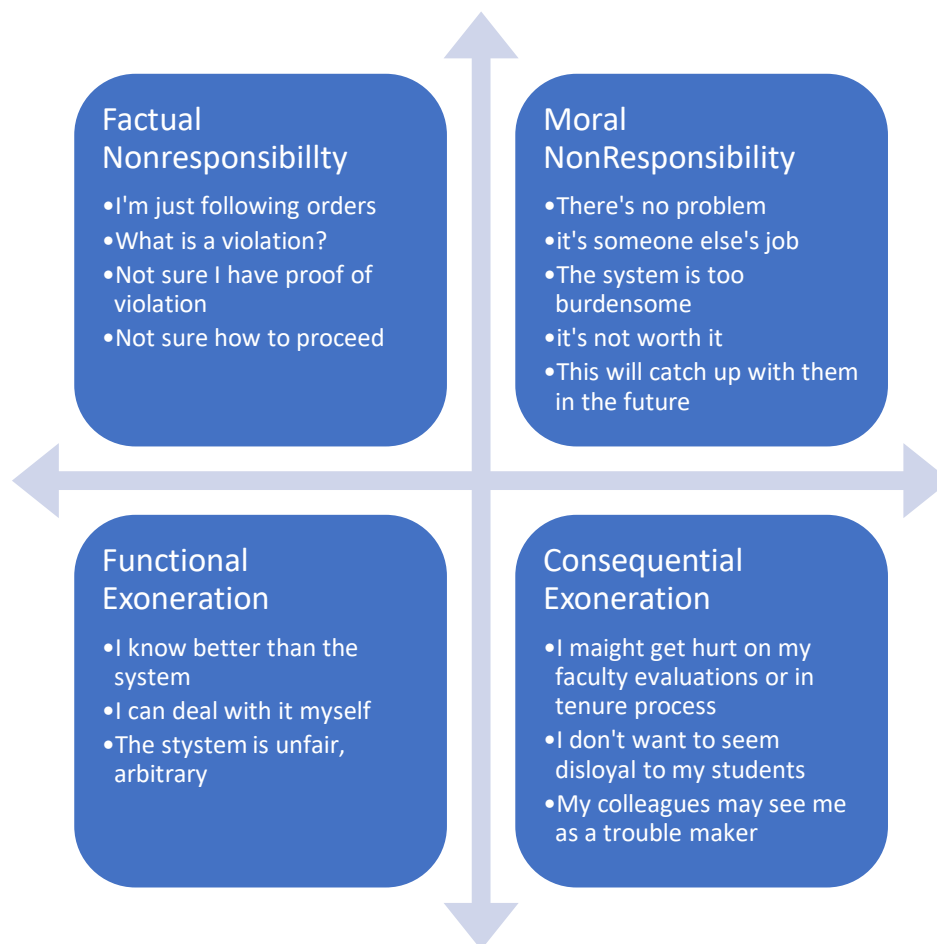 Factual
Nonresponsibillty
•I'm just following orders
•What is a violation?
•Not sure I have proof of
violation
•Not sure how to proceed
Moral
NonResponsibility
•There's no problem
•it's someone else's job
•The system is too
burdensome
•it's not worth it
•This will catch up with them
in the future
Functional
Exoneration
•I know better than the
system
•I can deal with it myself
•The stystem is unfair,
arbitrary
Consequential
Exoneration
•I maight get hurt on my
faculty evaluations or in
tenure process
•I don't want to seem
disloyal to my students
•My colleagues may see me
as a trouble maker